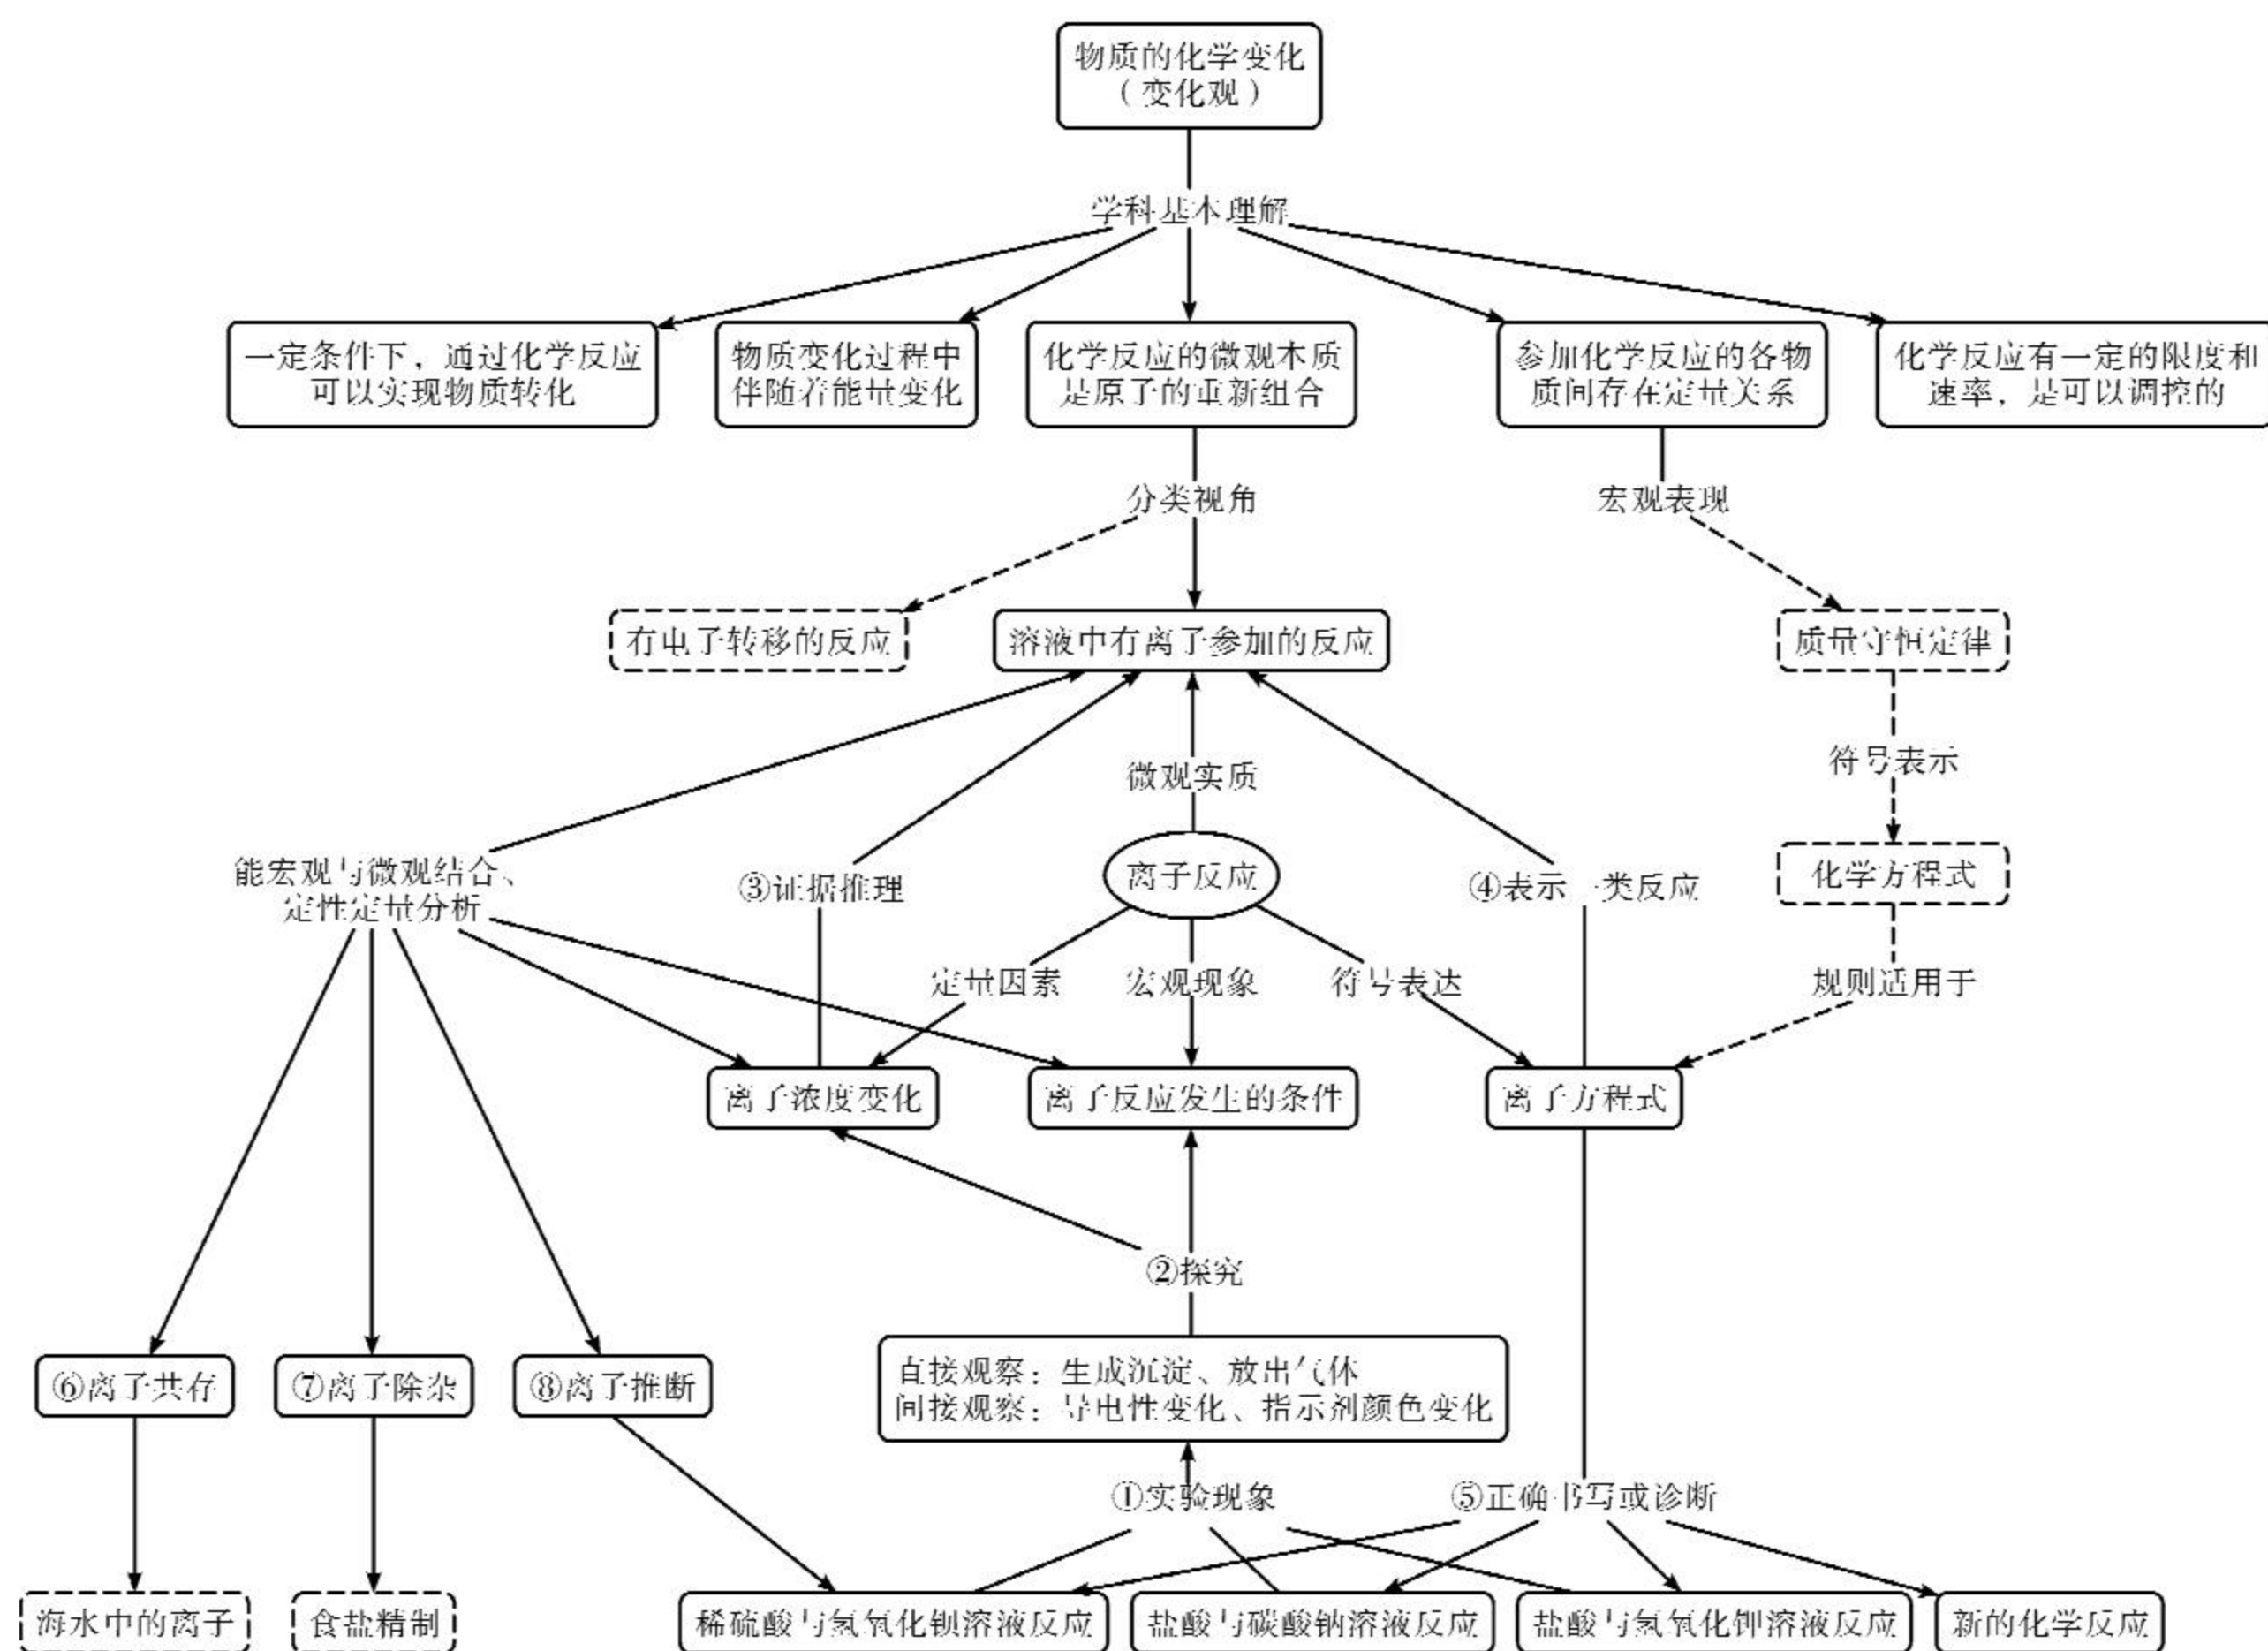 物质的化学变化
（变化观）
学科基本理解
一定条件下，通过化学反应
可以实现物质转化
物质变化过程中
伴随着能量变化
化学反应的微观本质
是原子的重新组合
参加化学反应的各物
质间存在定量关系
化学反应有一定的限度和
速率，是可以调控的
分类视角
宏观表现
有电子转移的反应
溶液中有离子参加的反应
质量守恒定律
符号表示
微观实质
能宏观与微观结合、
定性定量分析
③证据推理
离子反应
④表示一类反应
化学方程式
定量因素
宏观现象
符号表达
规则适用于
离子浓度变化
离子反应发生的条件
离子方程式
②探究
⑥离子共存
⑦离子除杂
⑧离子推断
直接观察：生成沉淀、放出气体
间接观察：导电性变化、指示剂颜色变化
①实验现象
⑤正确书写或诊断
海水中的离子
食盐精制
稀硫酸与氢氧化钡溶液反应
盐酸与碳酸钠溶液反应
盐酸与氢氧化钾溶液反应
新的化学反应